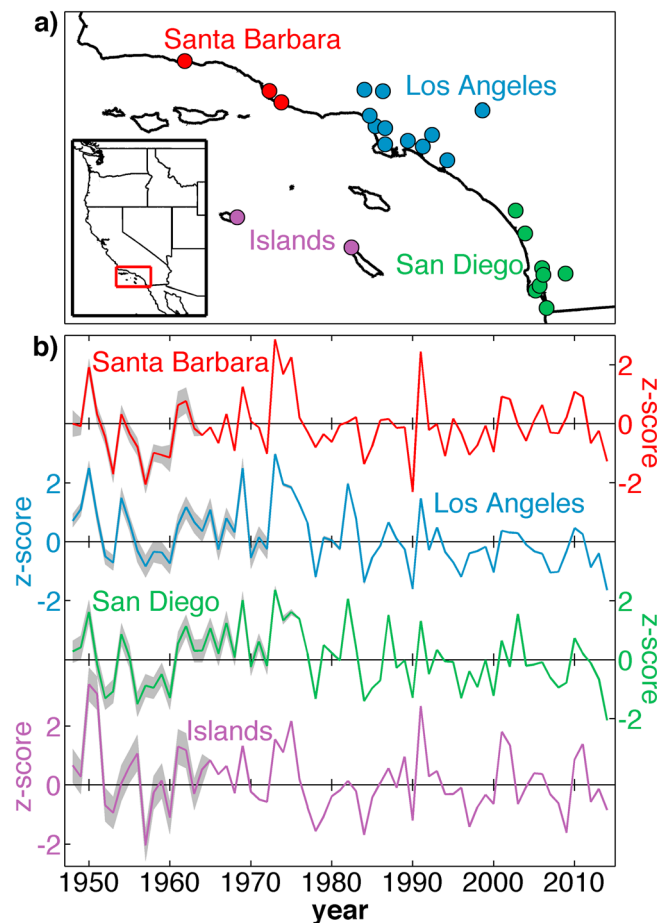 a)
Santa Barbara
Los Angeles
Islands
San Diego
b)
Santa Barbara
2
0
-2
z-score
Los Angeles
2
0
-2
z-score
San Diego
2
0
-2
z-score
Islands
2
0
-2
z-score
1950 1960 1970 1980 1990 2000 2010
year